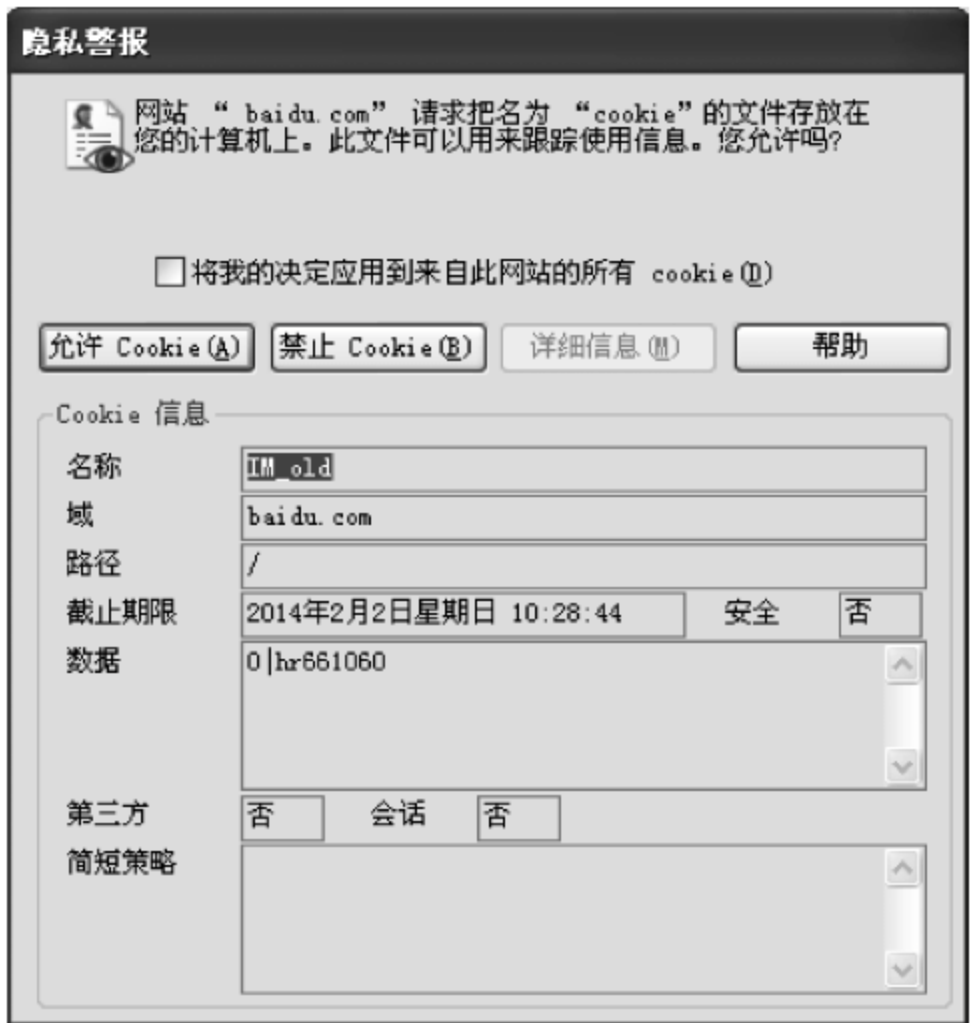 隐私警报
网站 “baidu.com” 请求把名为 “cookie”的文件存放在
您的计算机上。此文件可以用来跟踪使用信息。您允许吗?
将我的决定应用到来自此网站的所有 cookie(D)
允许 Cookie(A) 禁止 Cookie(B) 详细信息(M) 帮助
Cookie 信息
名称 IM_old
域 baidu.com
路径 /
截止期限 2014年2月2日星期日 10:28:44 安全 否
数据 0|hr661060
第三方 否 会话 否
简短策略